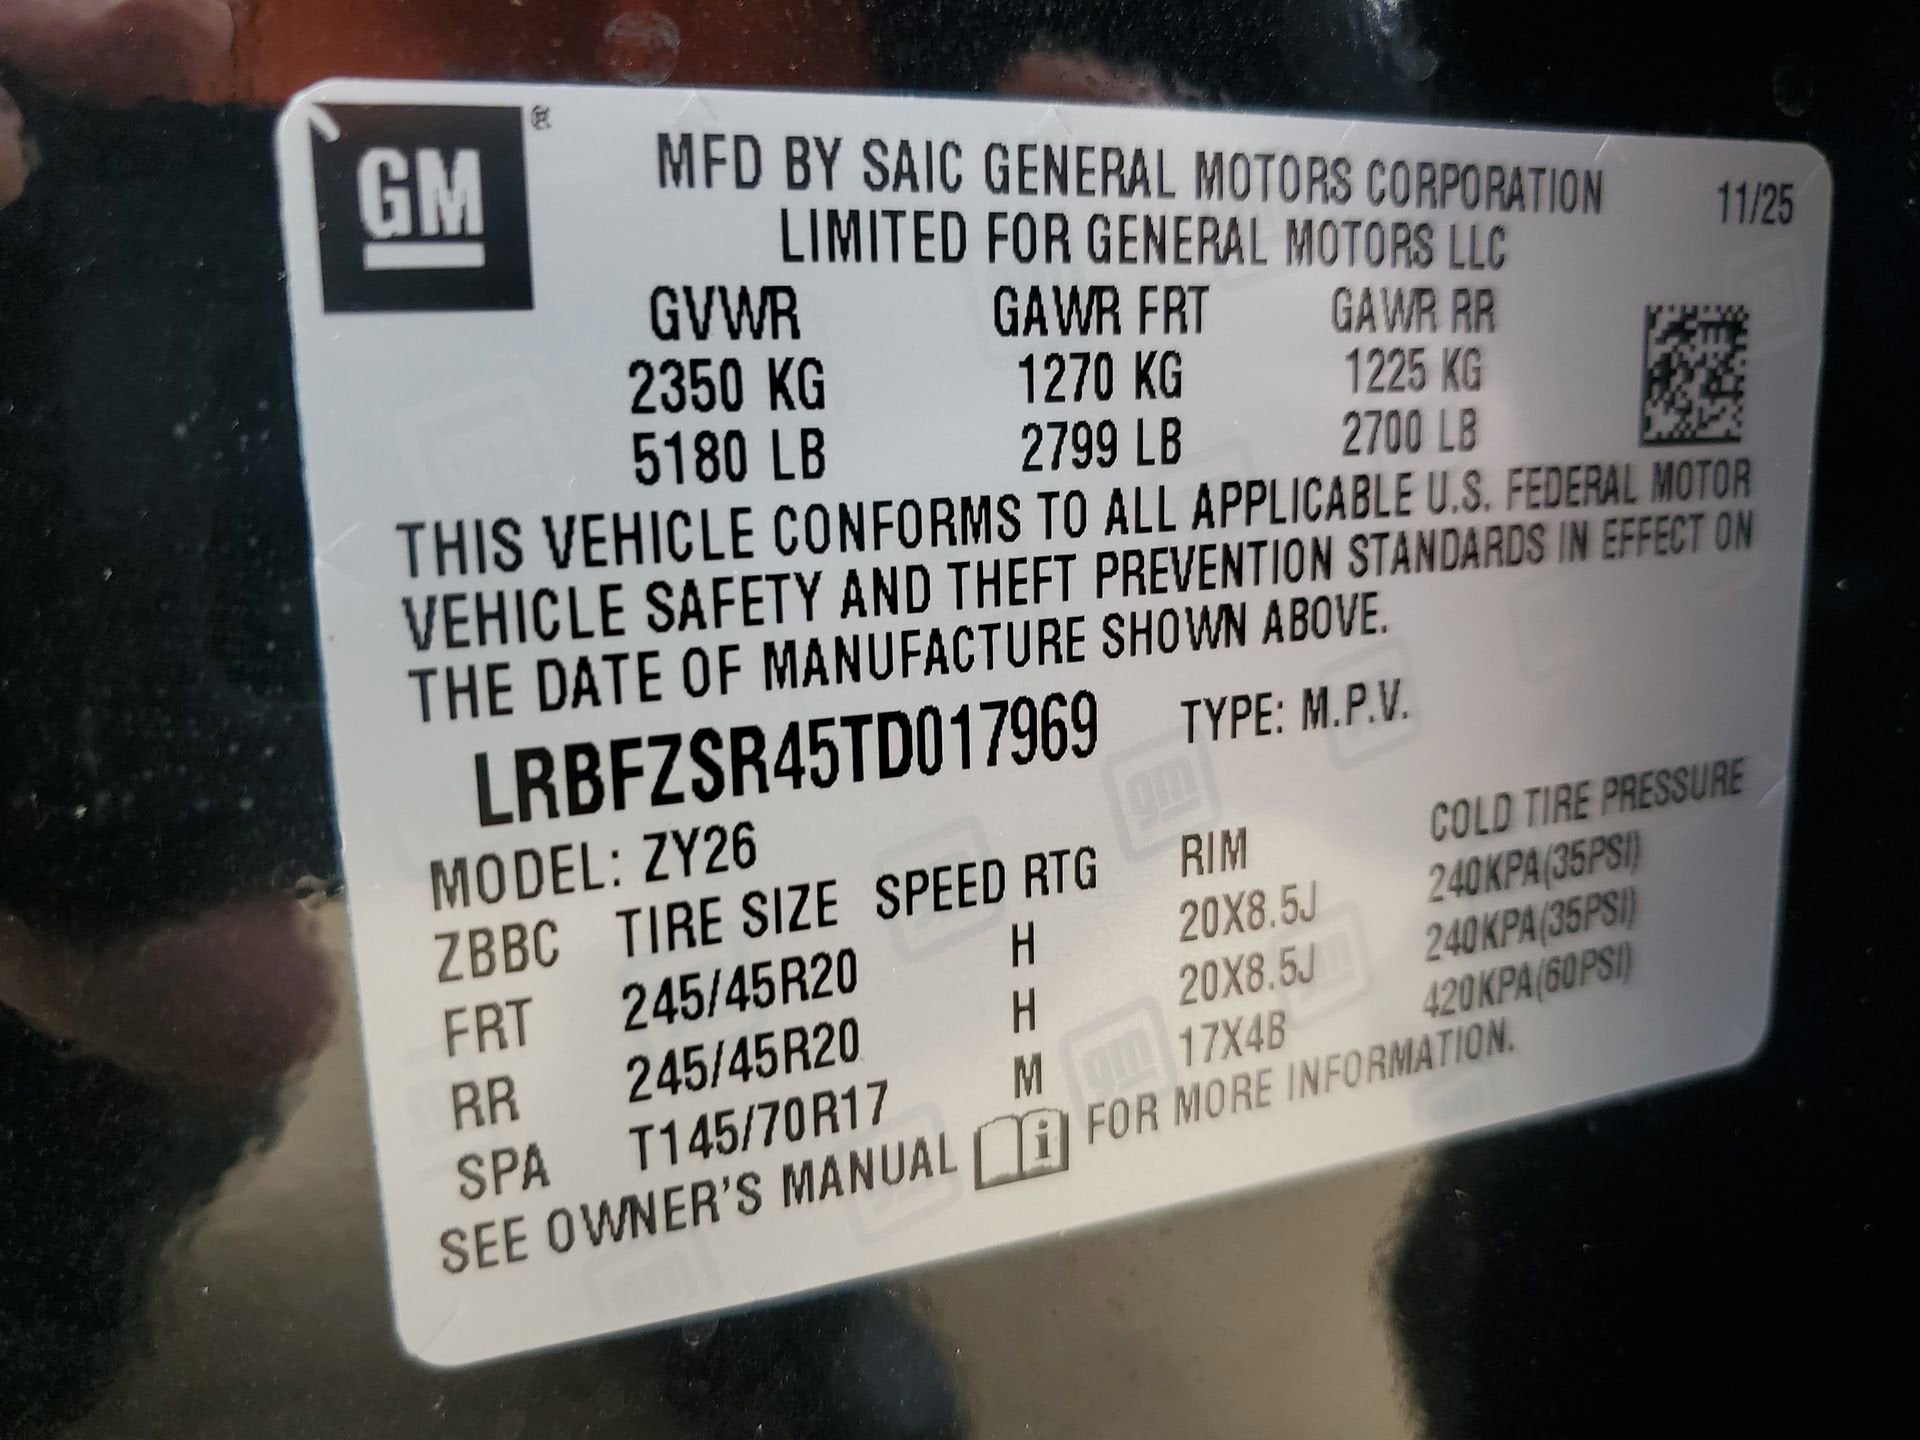 GM ®
MFD BY SAIC GENERAL MOTORS CORPORATION
LIMITED FOR GENERAL MOTORS LLC
11/25
GVWR GAWR FRT GAWR RR
2350 KG 1270 KG 1225 KG
5180 LB 2799 LB 2700 LB
THIS VEHICLE CONFORMS TO ALL APPLICABLE U.S. FEDERAL MOTOR
VEHICLE SAFETY AND THEFT PREVENTION STANDARDS IN EFFECT ON
THE DATE OF MANUFACTURE SHOWN ABOVE.
LRBFZSR45TD017969 TYPE: M.P.V.
MODEL: ZY26
ZBBC TIRE SIZE SPEED RTG RIM COLD TIRE PRESSURE
FRT 245/45R20 H 20X8.5J 240KPA(35PSI)
RR 245/45R20 H 20X8.5J 240KPA(35PSI)
SPA T145/70R17 M 17X4B 420KPA(60PSI)
SEE OWNER'S MANUAL i FOR MORE INFORMATION.